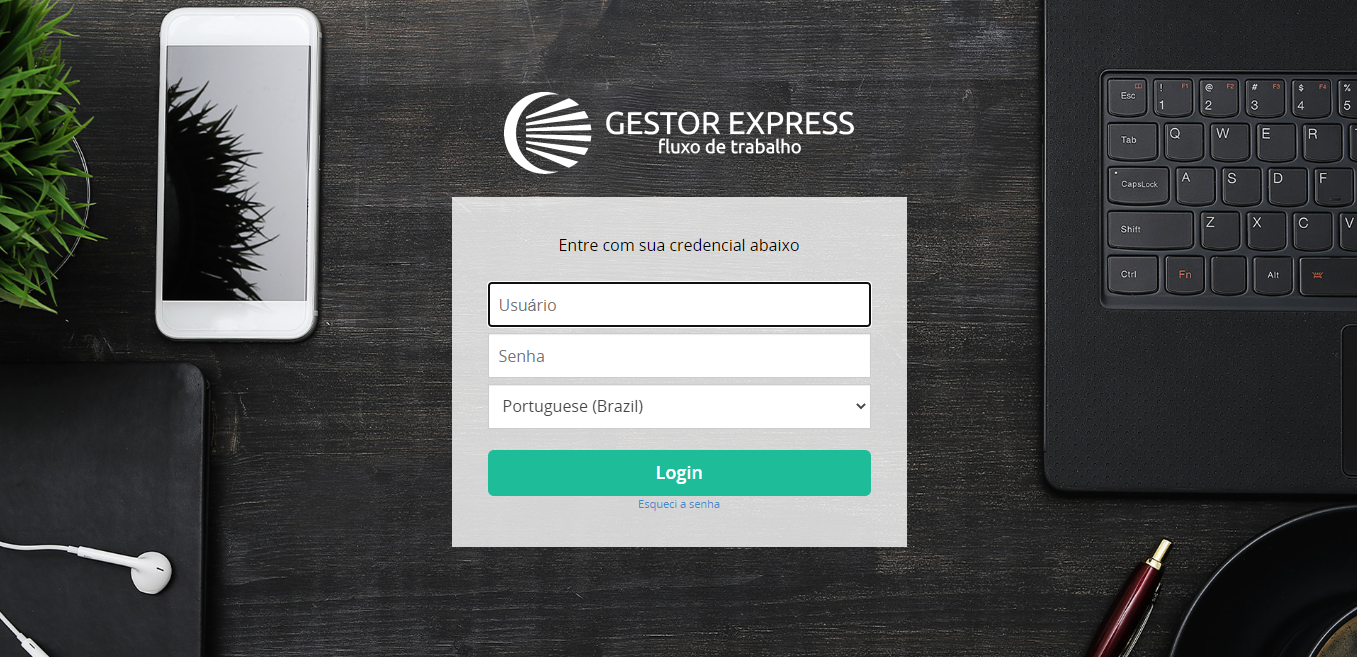 GESTOR EXPRESS
fluxo de trabalho
Entre com sua credencial abaixo
Usuário
Senha
Portuguese (Brazil)
Login
Esqueci a senha
Esc ! 1 F1 @ 2 F2 # 3 F3 $ 4 F4 % 5
Tab Q W E R
CapsLock A S D F
Shift Z X C V
Ctrl Fn Alt